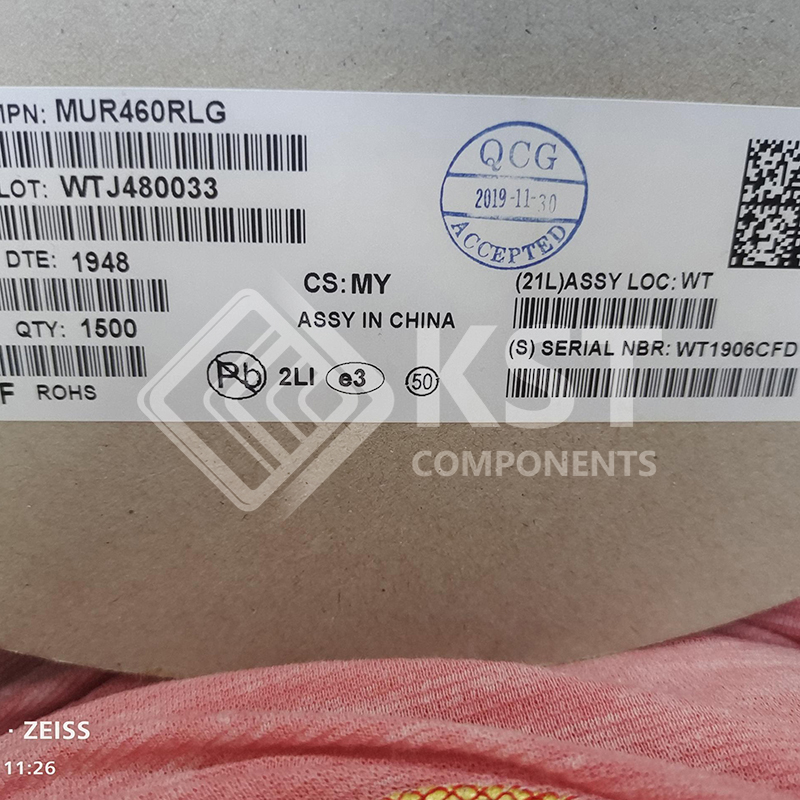 MPN: MUR460RLG
LOT: WTJ480033
DTE: 1948
QTY: 1500
F ROHS
CS: MY
ASSY IN CHINA
Pb 2LI e3 50
QCG
2019-11-30
ACCEPTED
(21L)ASSY LOC: WT
(S) SERIAL NBR: WT1906CFD
KST
COMPONENTS
· ZEISS
11:26